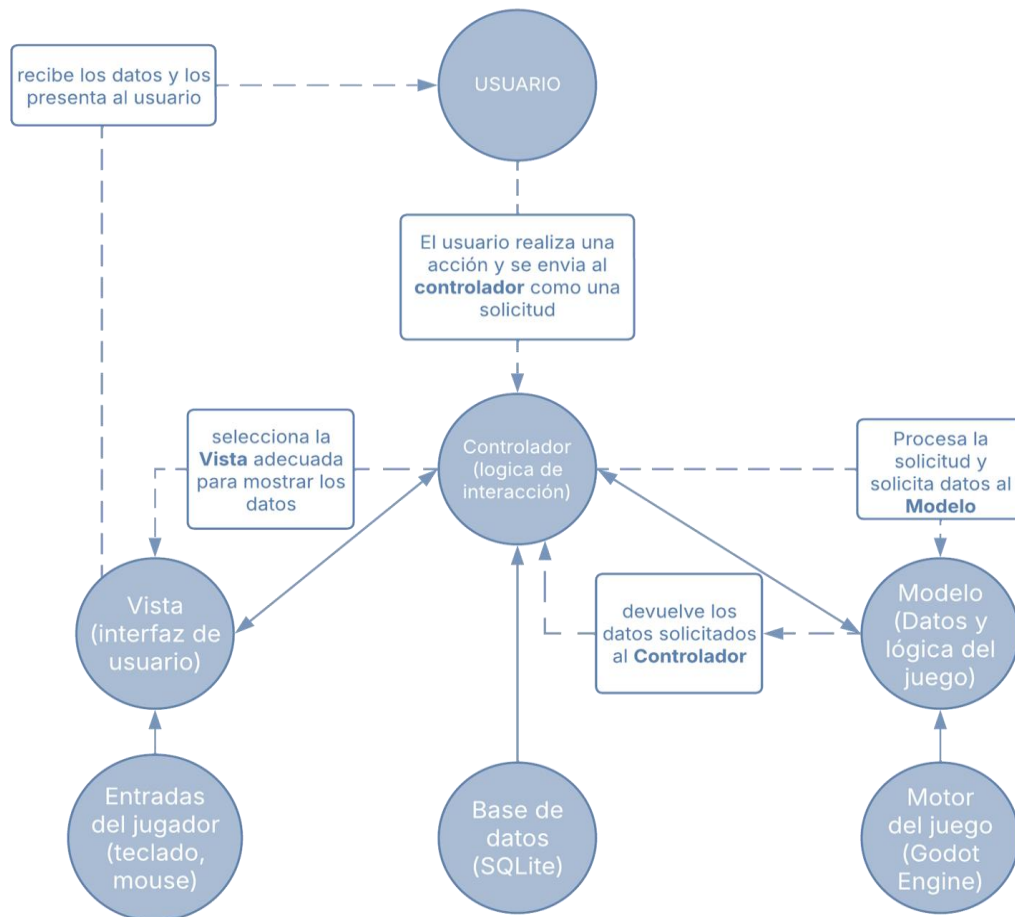 recibe los datos y los
presenta al usuario
USUARIO
El usuario realiza una
acción y se envia al
controlador como una
solicitud
selecciona la
Vista adecuada
para mostrar los
datos
Controlador
(logica de
interacción)
Procesa la
solicitud y
solicita datos al
Modelo
Vista
(interfaz de
usuario)
devuelve los
datos solicitados
al Controlador
Modelo
(Datos y
lógica del
juego)
Entradas
del jugador
(teclado,
mouse)
Base de
datos
(SQLite)
Motor
del juego
(Godot
Engine)